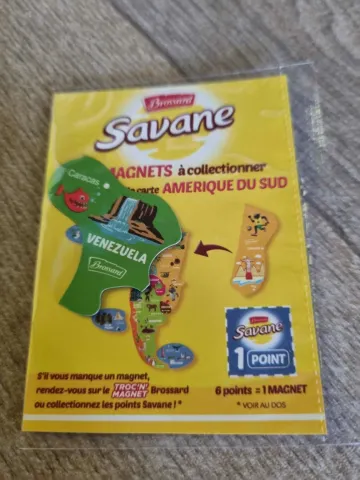 Brossard
Savane
MAGNETS à collectionner
carte AMERIQUE DU SUD
Caracas
VENEZUELA
Brossard
Savane
1 POINT
S'il vous manque un magnet,
rendez-vous sur le TROC'N' MAGNET Brossard
ou collectionnez les points Savane ! *
6 points = 1 MAGNET
* VOIR AU DOS